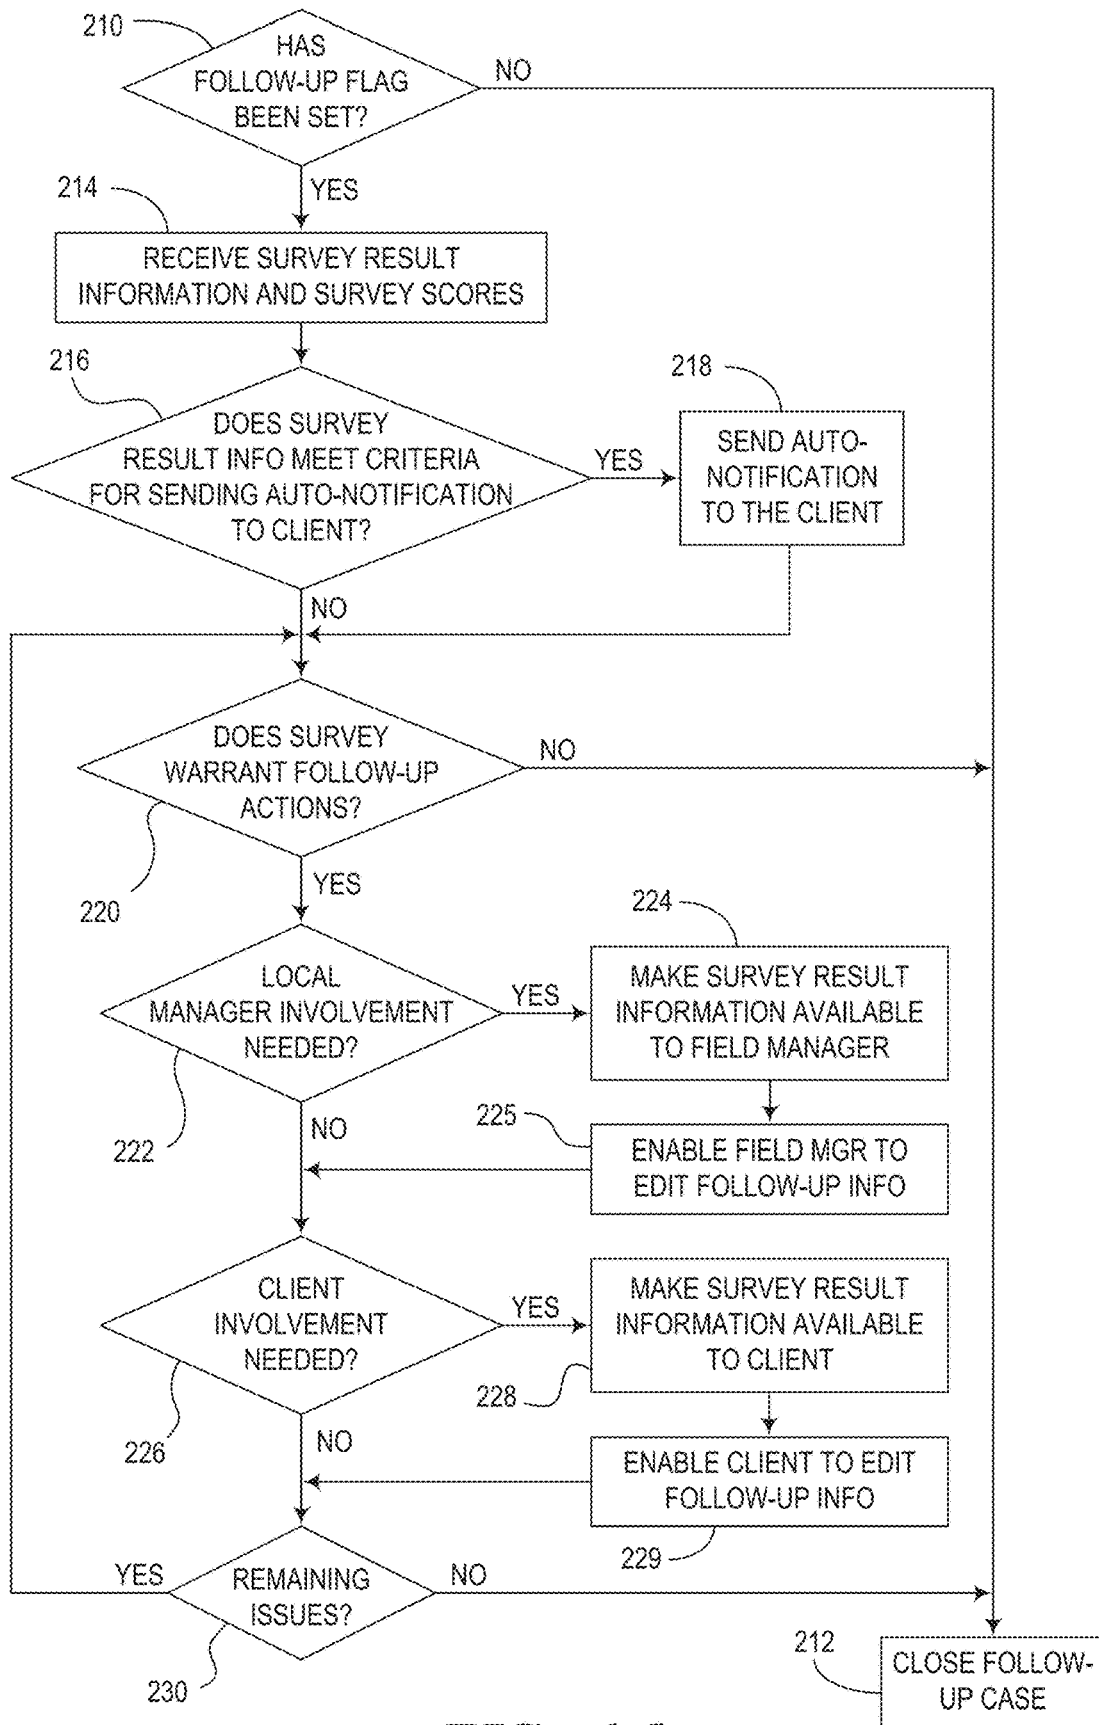 210
HAS
FOLLOW-UP FLAG
BEEN SET?
NO
YES
214
RECEIVE SURVEY RESULT
INFORMATION AND SURVEY SCORES
216
DOES SURVEY
RESULT INFO MEET CRITERIA
FOR SENDING AUTO-NOTIFICATION
TO CLIENT?
YES
218
SEND AUTO-
NOTIFICATION
TO THE CLIENT
NO
DOES SURVEY
WARRANT FOLLOW-UP
ACTIONS?
NO
220
YES
LOCAL
MANAGER INVOLVEMENT
NEEDED?
YES
224
MAKE SURVEY RESULT
INFORMATION AVAILABLE
TO FIELD MANAGER
222
NO
225
ENABLE FIELD MGR TO
EDIT FOLLOW-UP INFO
CLIENT
INVOLVEMENT
NEEDED?
YES
MAKE SURVEY RESULT
INFORMATION AVAILABLE
TO CLIENT
228
226
NO
ENABLE CLIENT TO EDIT
FOLLOW-UP INFO
229
YES
REMAINING
ISSUES?
NO
230
212
CLOSE FOLLOW-
UP CASE